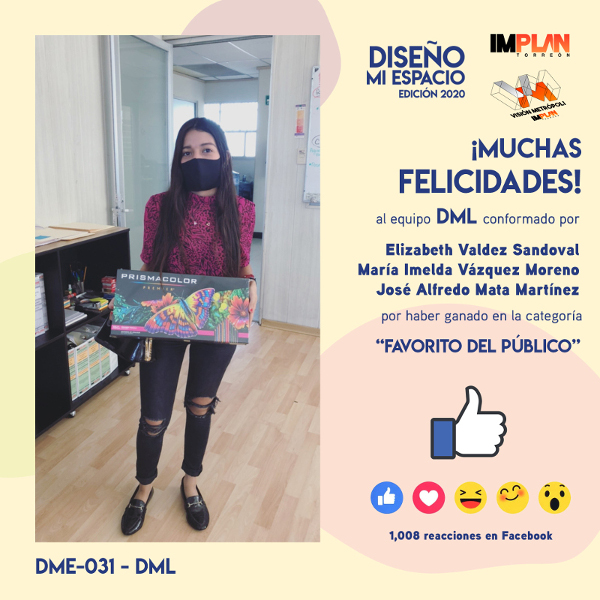 DISEÑO
MI ESPACIO
EDICIÓN 2020
IMPLAN
TORREÓN
VISIÓN METRÓPOLI
IMPLAN
¡MUCHAS
FELICIDADES!
al equipo DML conformado por
Elizabeth Valdez Sandoval
María Imelda Vázquez Moreno
José Alfredo Mata Martínez
por haber ganado en la categoría
“FAVORITO DEL PÚBLICO”
1,008 reacciones en Facebook
PRISMACOLOR
PREMIER
DME-031 - DML